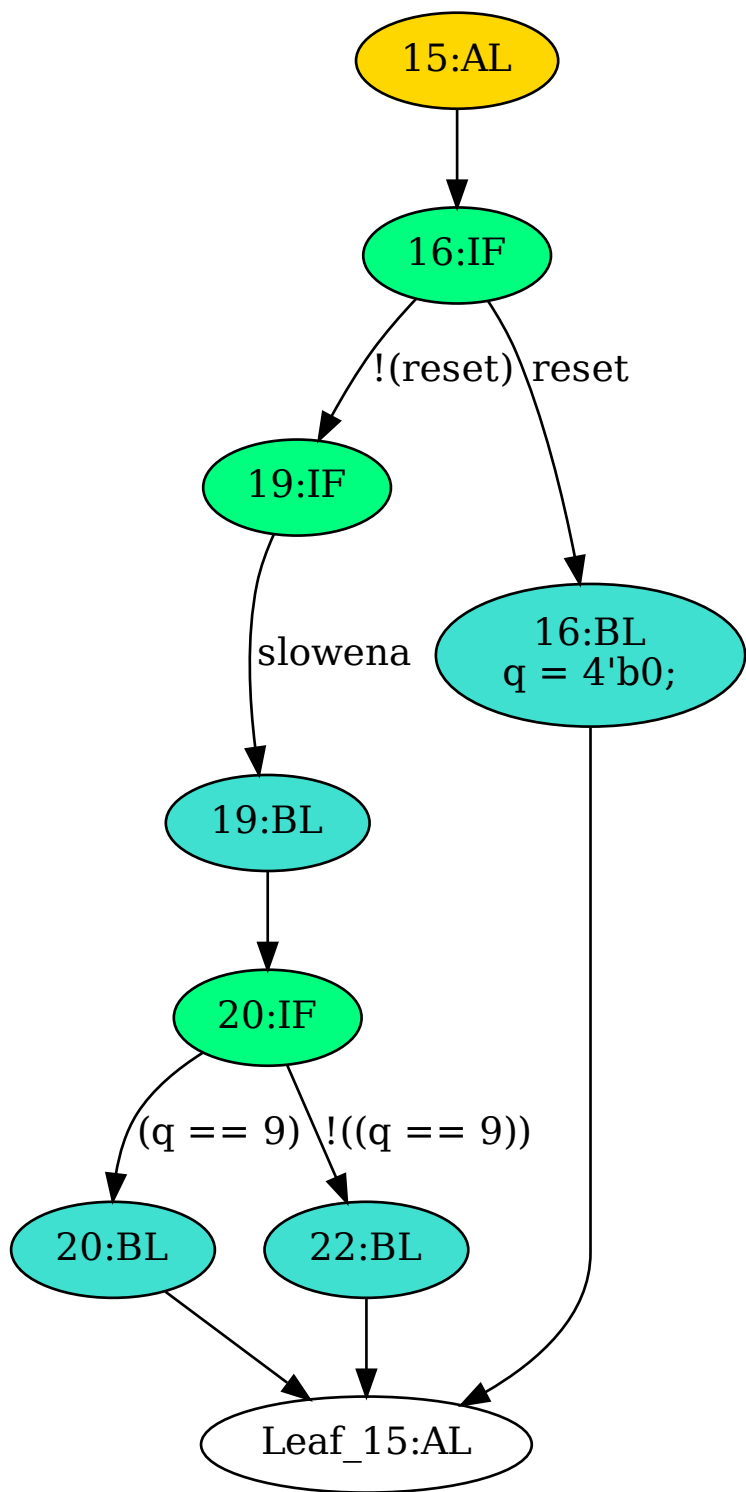 15:AL
16:IF
!(reset)
reset
19:IF
slowena
16:BL
q = 4'b0;
19:BL
20:IF
(q == 9)
!((q == 9))
20:BL
22:BL
Leaf_15:AL